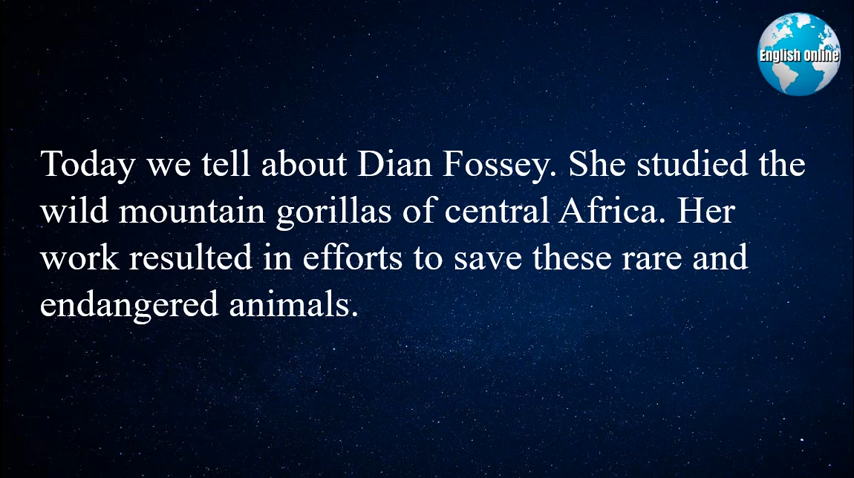 English Online
Today we tell about Dian Fossey. She studied the
wild mountain gorillas of central Africa. Her
work resulted in efforts to save these rare and
endangered animals.